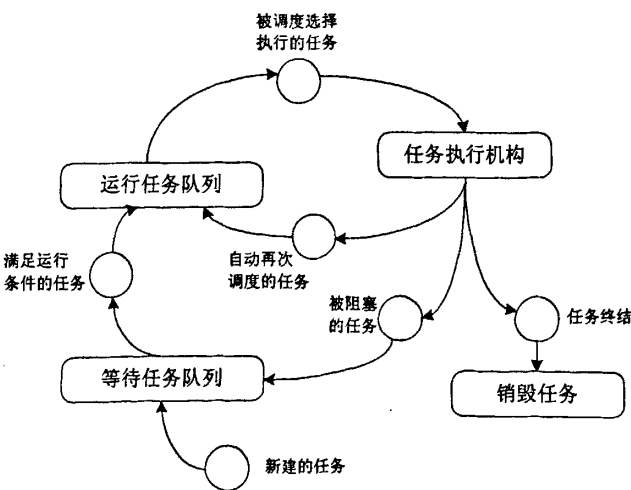 被调度选择
执行的任务
任务执行机构
运行任务队列
满足运行
条件的任务
自动再次
调度的任务
被阻塞
的任务
任务终结
等待任务队列
销毁任务
新建的任务